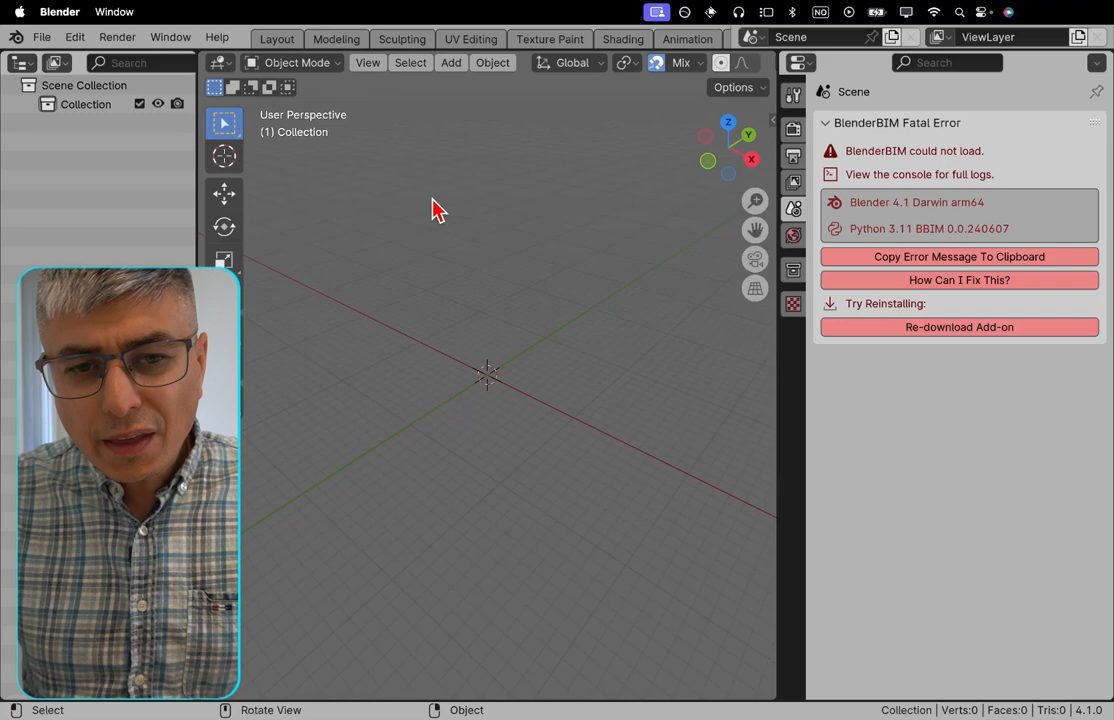 Blender Window
NO
File Edit Render Window Help
Layout Modeling Sculpting UV Editing Texture Paint Shading Animation
Scene
ViewLayer
Search
Object Mode
View Select Add Object
Global
Mix
Search
Scene Collection
Collection
Options
Scene
User Perspective
(1) Collection
Z
Y
X
BlenderBIM Fatal Error
BlenderBIM could not load.
View the console for full logs.
Blender 4.1 Darwin arm64
Python 3.11 BBIM 0.0.240607
Copy Error Message To Clipboard
How Can I Fix This?
Try Reinstalling:
Re-download Add-on
Select
Rotate View
Object
Collection | Verts:0 | Faces:0 | Tris:0 | 4.1.0